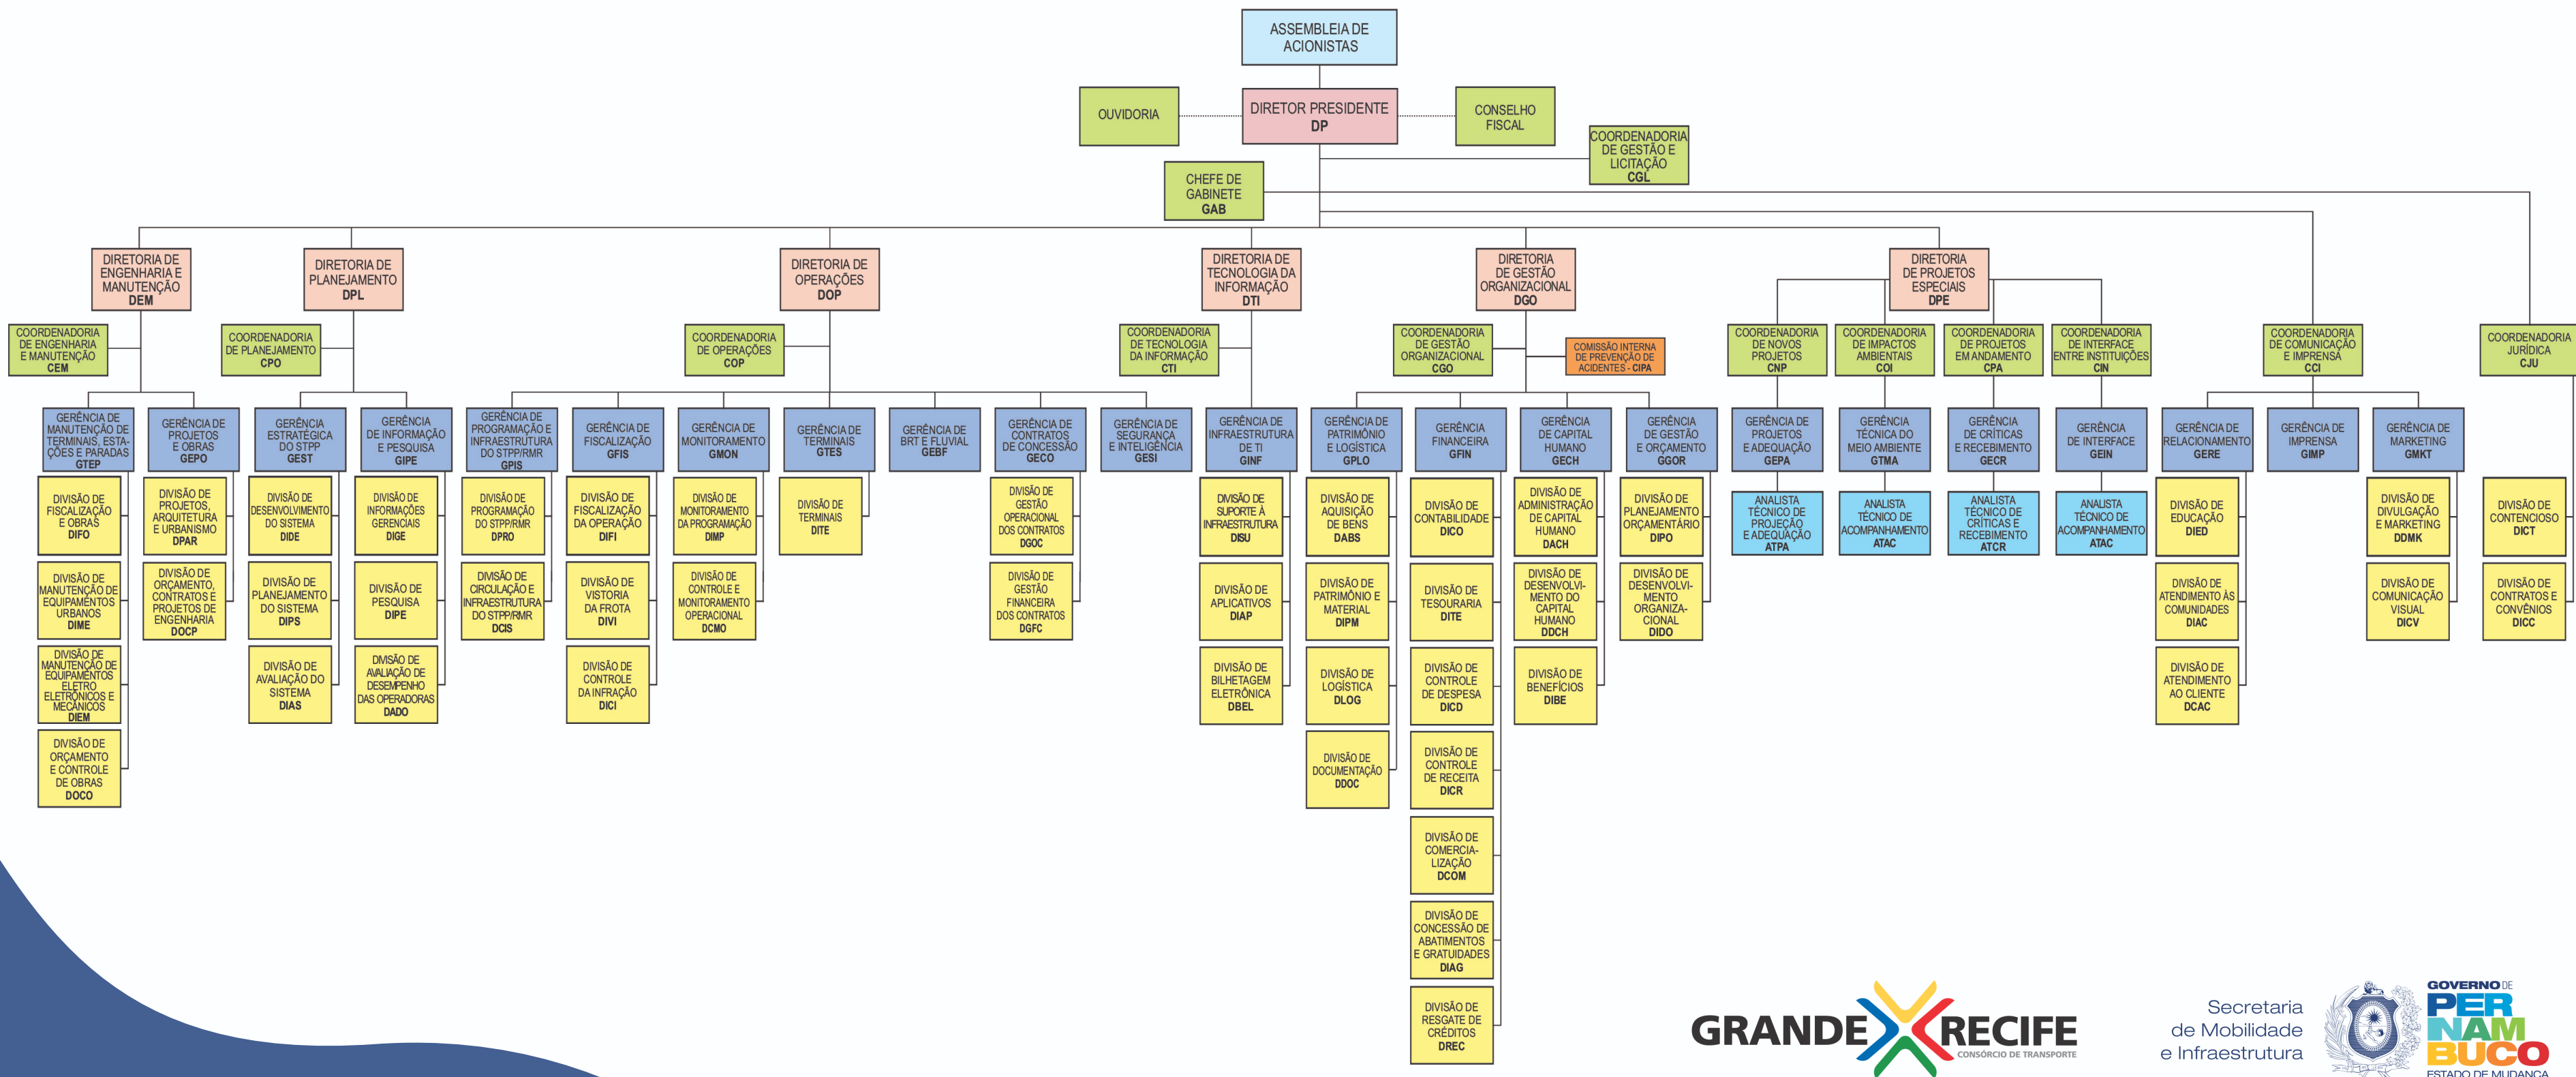 ASSEMBLEIA DE
ACIONISTAS
OUVIDORIA
DIRETOR PRESIDENTE
DP
CONSELHO
FISCAL
COORDENADORIA
DE GESTÃO E
LICITAÇÃO
CGL
CHEFE DE
GABINETE
GAB
DIRETORIA DE
ENGENHARIA E
MANUTENÇÃO
DEM
DIRETORIA DE
PLANEJAMENTO
DPL
DIRETORIA DE
OPERAÇÕES
DOP
DIRETORIA DE
TECNOLOGIA DA
INFORMAÇÃO
DTI
DIRETORIA
DE GESTÃO
ORGANIZACIONAL
DGO
DIRETORIA
DE PROJETOS
ESPECIAIS
DPE
COORDENADORIA
DE ENGENHARIA
E MANUTENÇÃO
CEM
COORDENADORIA
DE PLANEJAMENTO
CPO
COORDENADORIA
DE OPERAÇÕES
COP
COORDENADORIA
DE TECNOLOGIA
DA INFORMAÇÃO
CTI
COORDENADORIA
DE GESTÃO
ORGANIZACIONAL
CGO
COMISSÃO INTERNA
DE PREVENÇÃO DE
ACIDENTES - CIPA
COORDENADORIA
DE NOVOS
PROJETOS
CNP
COORDENADORIA
DE IMPACTOS
AMBIENTAIS
COI
COORDENADORIA
DE PROJETOS
EM ANDAMENTO
CPA
COORDENADORIA
DE INTERFACE
ENTRE INSTITUIÇÕES
CIN
COORDENADORIA
DE COMUNICAÇÃO
E IMPRENSA
CCI
COORDENADORIA
JURÍDICA
CJU
GERÊNCIA DE
MANUTENÇÃO DE
TERMINAIS, ESTA-
ÇÕES E PARADAS
GTEP
GERÊNCIA DE
PROJETOS
E OBRAS
GEPO
GERÊNCIA
ESTRATÉGICA
DO STPP
GEST
GERÊNCIA
DE INFORMAÇÃO
E PESQUISA
GIPE
GERÊNCIA DE
PROGRAMAÇÃO E
INFRAESTRUTURA
DO STPP/RMR
GPIS
GERÊNCIA DE
FISCALIZAÇÃO
GFIS
GERÊNCIA DE
MONITORAMENTO
GMON
GERÊNCIA DE
TERMINAIS
GTES
GERÊNCIA DE
BRT E FLUVIAL
GEBF
GERÊNCIA DE
CONTRATOS
DE CONCESSÃO
GECO
GERÊNCIA DE
SEGURANÇA
E INTELIGÊNCIA
GESI
GERÊNCIA DE
INFRAESTRUTURA
DE TI
GINF
GERÊNCIA DE
PATRIMÔNIO
E LOGÍSTICA
GPLO
GERÊNCIA
FINANCEIRA
GFIN
GERÊNCIA
DE CAPITAL
HUMANO
GECH
GERÊNCIA
DE GESTÃO
E ORÇAMENTO
GGOR
GERÊNCIA DE
PROJETOS
E ADEQUAÇÃO
GEPA
GERÊNCIA
TÉCNICA DO
MEIO AMBIENTE
GTMA
GERÊNCIA
DE CRÍTICAS
E RECEBIMENTO
GECR
GERÊNCIA
DE INTERFACE
GEIN
GERÊNCIA DE
RELACIONAMENTO
GERE
GERÊNCIA DE
IMPRENSA
GIMP
GERÊNCIA DE
MARKETING
GMKT
DIVISÃO DE
FISCALIZAÇÃO
E OBRAS
DIFO
DIVISÃO DE
PROJETOS,
ARQUITETURA
E URBANISMO
DPAR
DIVISÃO DE
DESENVOLVIMENTO
DO SISTEMA
DIDE
DIVISÃO DE
INFORMAÇÕES
GERENCIAIS
DIGE
DIVISÃO DE
PROGRAMAÇÃO
DO STPP/RMR
DPRO
DIVISÃO DE
FISCALIZAÇÃO
DA OPERAÇÃO
DIFI
DIVISÃO DE
MONITORAMENTO
DA PROGRAMAÇÃO
DIMP
DIVISÃO DE
TERMINAIS
DITE
DIVISÃO DE
GESTÃO
OPERACIONAL
DOS CONTRATOS
DGOC
DIVISÃO DE
SUPORTE À
INFRAESTRUTURA
DISU
DIVISÃO DE
AQUISIÇÃO
DE BENS
DABS
DIVISÃO DE
CONTABILIDADE
DICO
DIVISÃO DE
ADMINISTRAÇÃO
DE CAPITAL
HUMANO
DACH
DIVISÃO DE
PLANEJAMENTO
ORÇAMENTÁRIO
DIPO
ANALISTA
TÉCNICO DE
PROJEÇÃO
E ADEQUAÇÃO
ATPA
ANALISTA
TÉCNICO DE
ACOMPANHAMENTO
ATAC
ANALISTA
TÉCNICO DE
CRÍTICAS E
RECEBIMENTO
ATCR
ANALISTA
TÉCNICO DE
ACOMPANHAMENTO
ATAC
DIVISÃO DE
EDUCAÇÃO
DIED
DIVISÃO DE
DIVULGAÇÃO
E MARKETING
DDMK
DIVISÃO DE
CONTENCIOSO
DICT
DIVISÃO DE
MANUTENÇÃO DE
EQUIPAMENTOS
URBANOS
DIME
DIVISÃO DE
ORÇAMENTO,
CONTRATOS E
PROJETOS DE
ENGENHARIA
DOCP
DIVISÃO DE
PLANEJAMENTO
DO SISTEMA
DIPS
DIVISÃO DE
PESQUISA
DIPE
DIVISÃO DE
CIRCULAÇÃO E
INFRAESTRUTURA
DO STPP/RMR
DCIS
DIVISÃO DE
VISTORIA
DA FROTA
DIVI
DIVISÃO DE
CONTROLE E
MONITORAMENTO
OPERACIONAL
DCMO
DIVISÃO DE
GESTÃO
FINANCEIRA
DOS CONTRATOS
DGFC
DIVISÃO DE
APLICATIVOS
DIAP
DIVISÃO DE
PATRIMÔNIO E
MATERIAL
DIPM
DIVISÃO DE
TESOURARIA
DITE
DIVISÃO DE
DESENVOLVI-
MENTO DO
CAPITAL
HUMANO
DDCH
DIVISÃO DE
DESENVOLVI-
MENTO
ORGANIZA-
CIONAL
DIDO
DIVISÃO DE
ATENDIMENTO ÀS
COMUNIDADES
DIAC
DIVISÃO DE
COMUNICAÇÃO
VISUAL
DICV
DIVISÃO DE
CONTRATOS E
CONVÊNIOS
DICC
DIVISÃO DE
MANUTENÇÃO DE
EQUIPAMENTOS
ELETRO
ELETRÔNICOS E
MECÂNICOS
DIEM
DIVISÃO DE
AVALIAÇÃO DO
SISTEMA
DIAS
DIVISÃO DE
AVALIAÇÃO DE
DESEMPENHO
DAS OPERADORAS
DADO
DIVISÃO DE
CONTROLE
DA INFRAÇÃO
DICI
DIVISÃO DE
BILHETAGEM
ELETRÔNICA
DBEL
DIVISÃO DE
LOGÍSTICA
DLOG
DIVISÃO DE
CONTROLE
DE DESPESA
DICD
DIVISÃO DE
BENEFÍCIOS
DIBE
DIVISÃO DE
ATENDIMENTO
AO CLIENTE
DCAC
DIVISÃO DE
ORÇAMENTO
E CONTROLE
DE OBRAS
DOCO
DIVISÃO DE
DOCUMENTAÇÃO
DDOC
DIVISÃO DE
CONTROLE
DE RECEITA
DICR
DIVISÃO DE
COMERCIA-
LIZAÇÃO
DCOM
DIVISÃO DE
CONCESSÃO DE
ABATIMENTOS
E GRATUIDADES
DIAG
DIVISÃO DE
RESGATE DE
CRÉDITOS
DREC
GRANDE RECIFE
CONSÓRCIO DE TRANSPORTE
Secretaria
de Mobilidade
e Infraestrutura
GOVERNO DE
PER
NAM
BUCO
ESTADO DE MUDANÇA